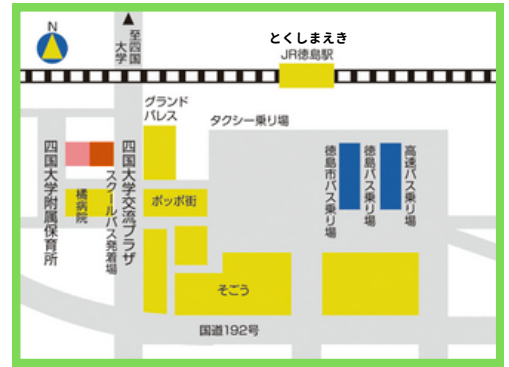 N
至四国
大学
とくしまえき
JR徳島駅
グランド
パレス
タクシー乗り場
四国大学附属保育所
橘病院
スクールバス発着場
四国大学交流プラザ
ポッポ街
徳島市バス乗り場
徳島バス乗り場
高速バス乗り場
そごう
国道192号